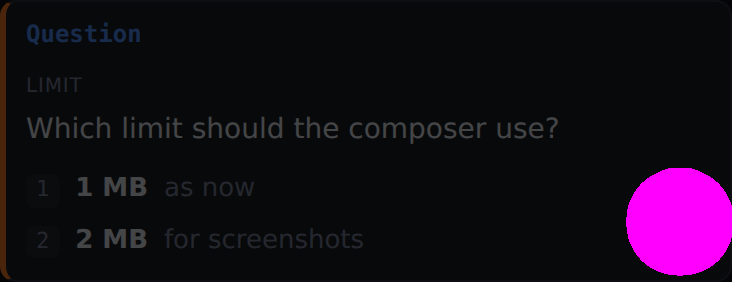 Question
LIMIT
Which limit should the composer use?
1 1 MB as now
2 2 MB for screenshots